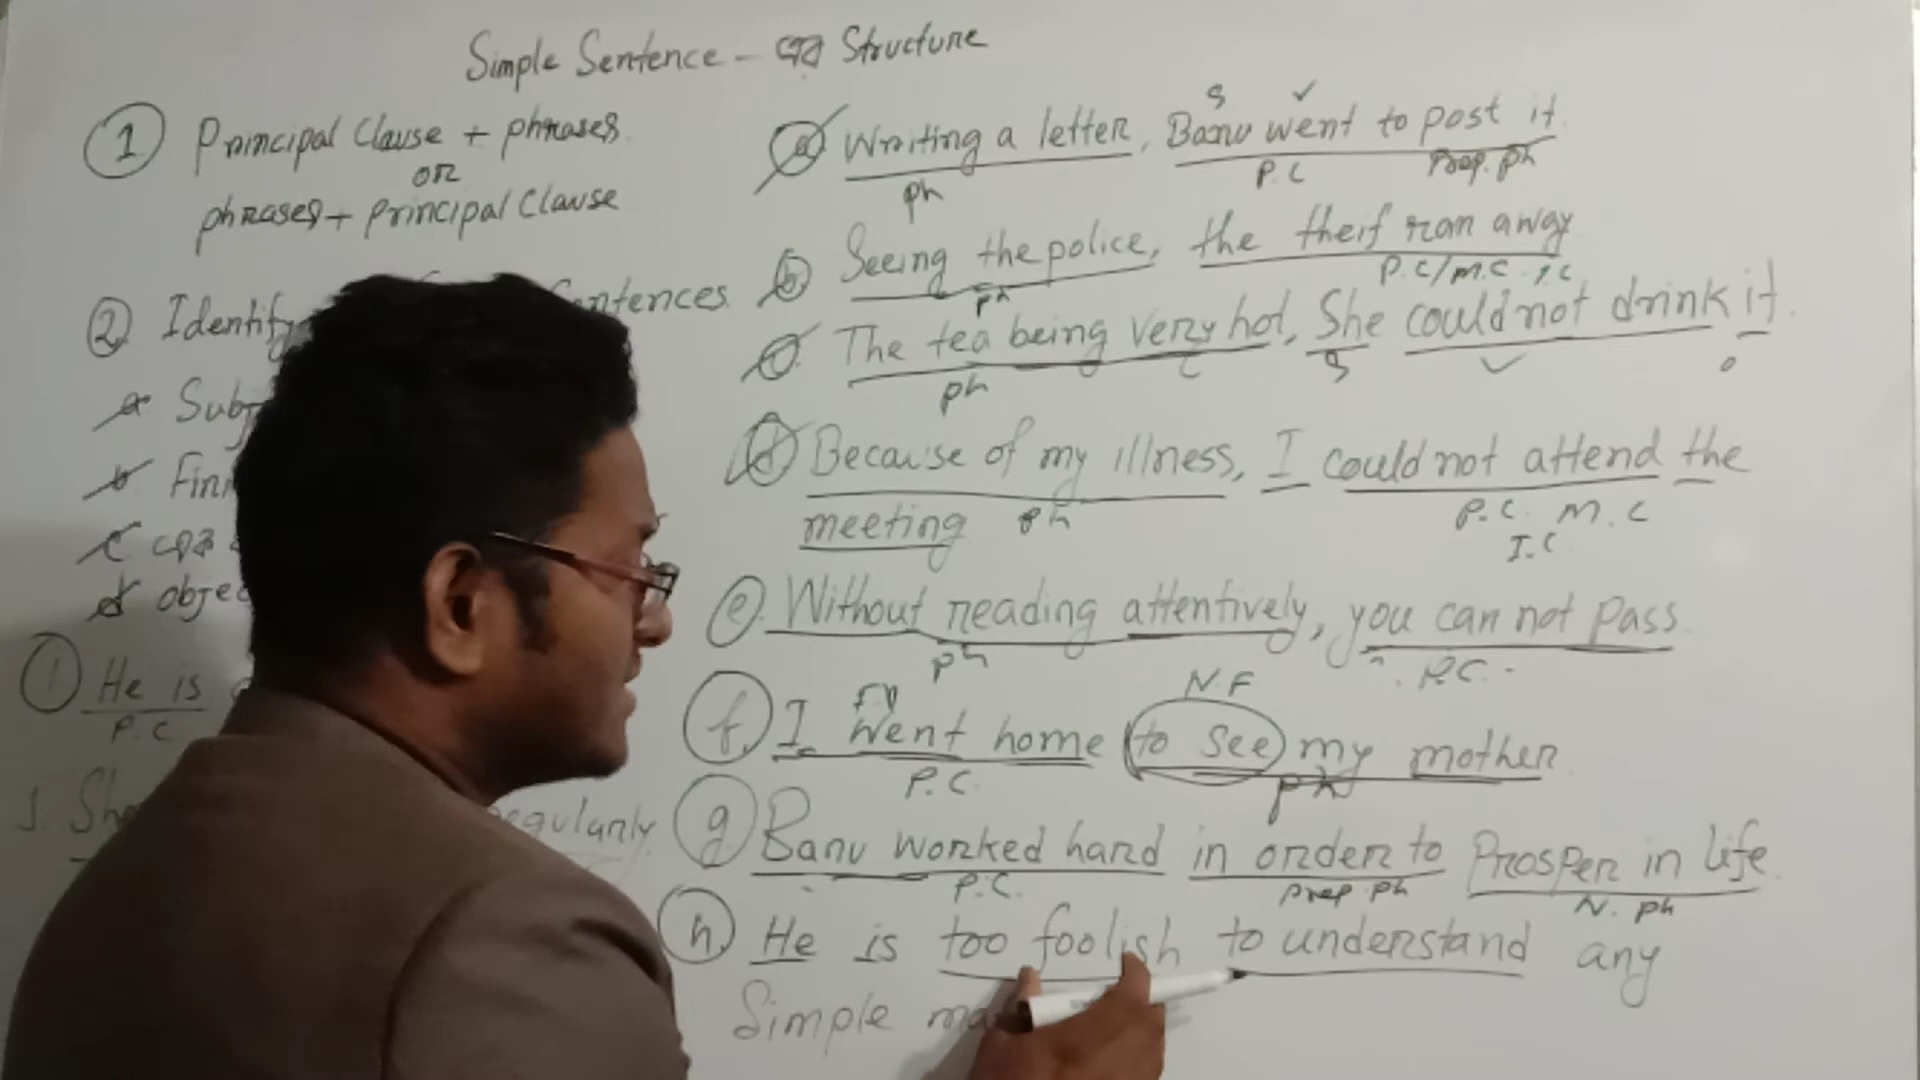 Simple Sentence - এর Structure
① Principal Clause + phrases
OR
phrases + principal Clause
② Identify
entences
a Subj
b Fin
c
d objec
① He is
P.C
J. Sh
egularly
ⓐ Writing a letter, Banu went to post it.
S ✓
ph P.C Prep. ph
ⓑ Seeing the police, the theif ran away
ph P.C/M.C I.C
ⓒ The tea being very hot, She could not drink it.
ph C S ✓ o
ⓓ Because of my illness, I could not attend the
meeting ph P.C. M.C
I.C
ⓔ Without reading attentively, you can not pass.
ph P.C.
ⓕ I went home (to see) my mother.
FV N.F
P.C. ph
ⓖ Banu worked hard in order to Prosper in life.
P.C. prep. ph N. ph
ⓗ He is too foolish to understand any
Simple